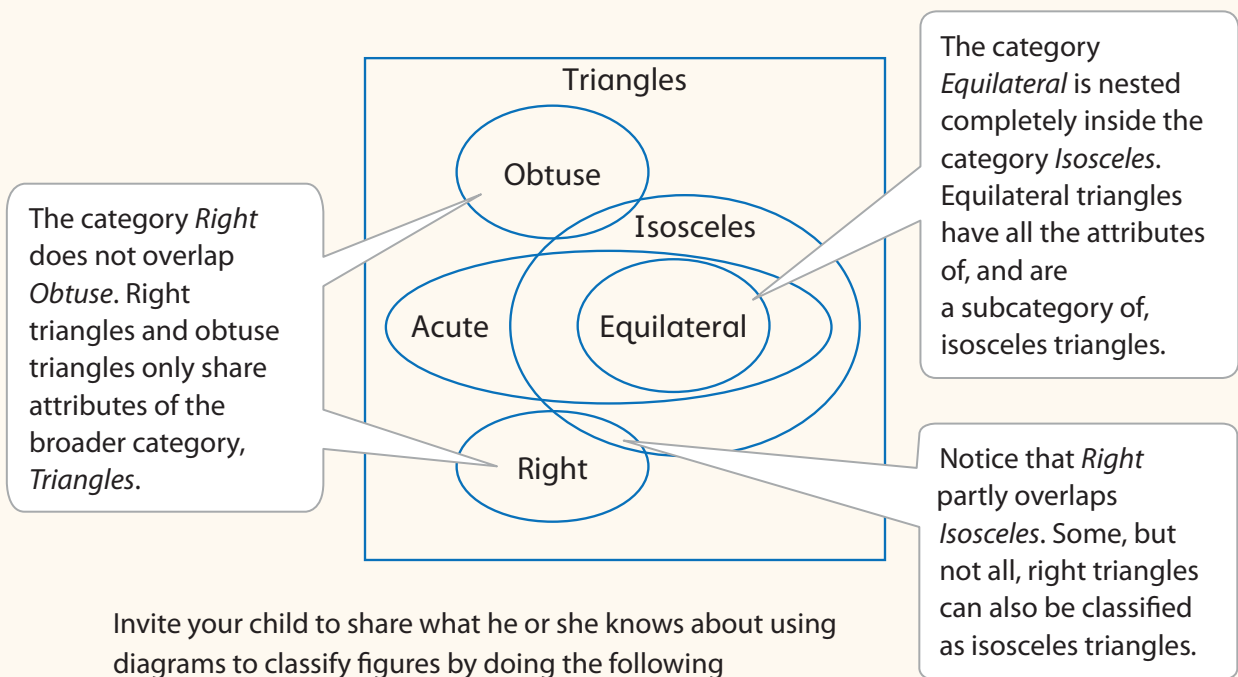 Triangles
Obtuse
Isosceles
Acute
Equilateral
Right
The category Right
does not overlap
Obtuse. Right
triangles and obtuse
triangles only share
attributes of the
broader category,
Triangles.
The category
Equilateral is nested
completely inside the
category Isosceles.
Equilateral triangles
have all the attributes
of, and are
a subcategory of,
isosceles triangles.
Notice that Right
partly overlaps
Isosceles. Some, but
not all, right triangles
can also be classified
as isosceles triangles.
Invite your child to share what he or she knows about using
diagrams to classify figures by doing the following